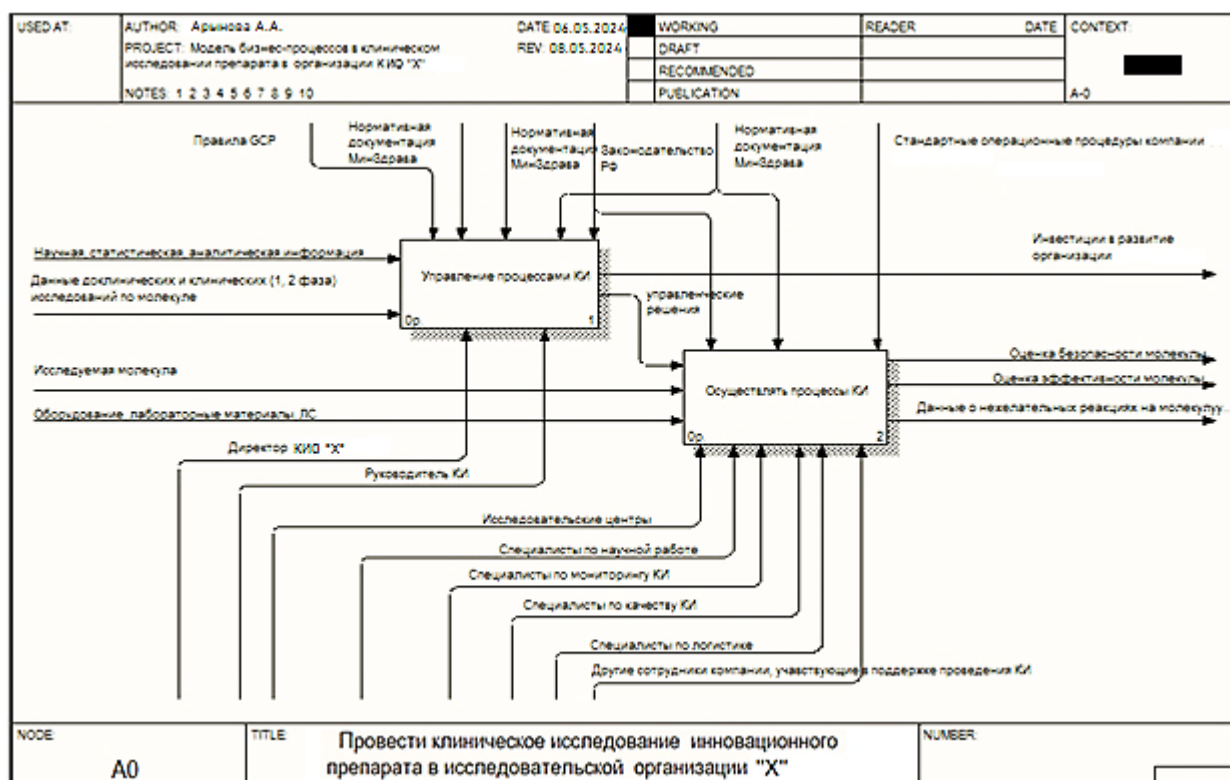 USED AT:
AUTHOR: Арынова А.А.
DATE: 06.05.2024
PROJECT: Модель бизнес-процессов в клиническом
исследовании препарата в организации КИО "Х"
REV: 08.05.2024
NOTES: 1 2 3 4 5 6 7 8 9 10
WORKING
DRAFT
RECOMMENDED
PUBLICATION
READER
DATE
CONTEXT:
A-0
Правила GCP
Нормативная
документация
МинЗдрава
Нормативная
документация
МинЗдрава
Законодательство
РФ
Нормативная
документация
МинЗдрава
Стандартные операционные процедуры компании
Научная, статистическая, аналитическая информация
Данные доклинических и клинических (1, 2 фаза)
исследований по молекуле
Управление процессами КИ
0р.
1
Инвестиции в развитие
организации
управленческие
решения
Исследуемая молекула
Оборудование, лабораторные материалы, ЛС
Осуществлять процессы КИ
0р.
2
Оценка безопасности молекулы
Оценка эффективности молекулы
Данные о нежелательных реакциях на молекулуу
Директор КИО "Х"
Руководитель КИ
Исследовательские центры
Специалисты по научной работе
Специалисты по мониторингу КИ
Специалисты по качеству КИ
Специалисты по логистике
Другие сотрудники компании, учавствующие в поддержке проведения КИ
NODE:
A0
TITLE:
Провести клиническое исследование инновационного
препарата в исследовательской организации "Х"
NUMBER: